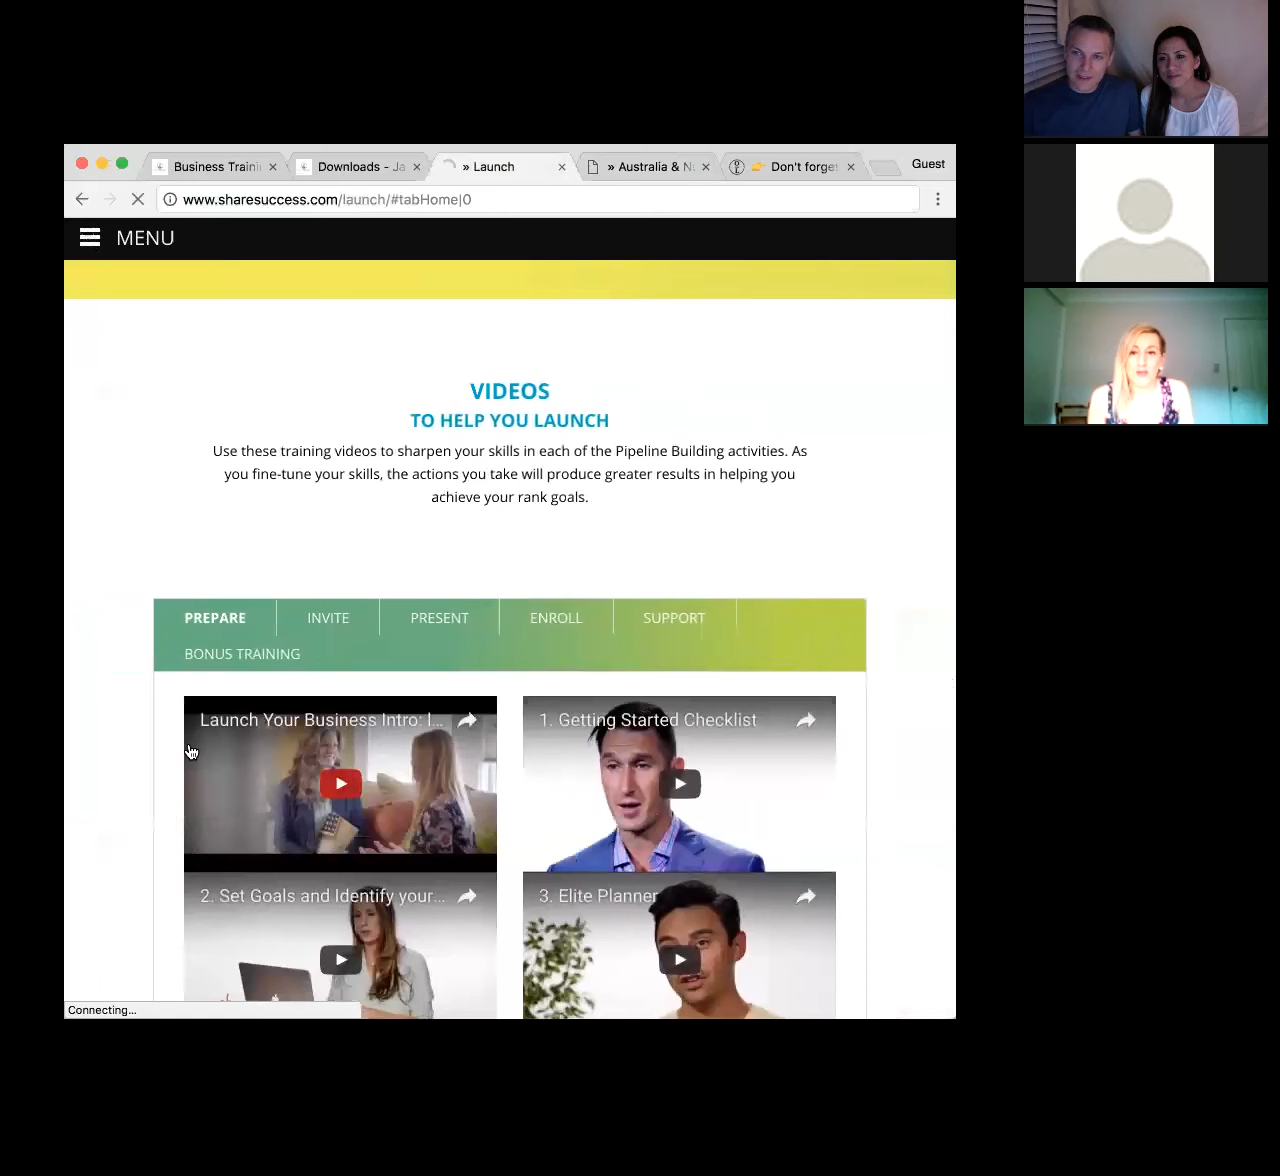 Business Traini
Downloads - Ja
» Launch
» Australia & N
Don't forge
Guest
www.sharesuccess.com/launch/#tabHome|0
MENU
VIDEOS
TO HELP YOU LAUNCH
Use these training videos to sharpen your skills in each of the Pipeline Building activities. As
you fine-tune your skills, the actions you take will produce greater results in helping you
achieve your rank goals.
PREPARE
INVITE
PRESENT
ENROLL
SUPPORT
BONUS TRAINING
Launch Your Business Intro: l...
1. Getting Started Checklist
2. Set Goals and Identify your...
3. Elite Planner
Connecting...